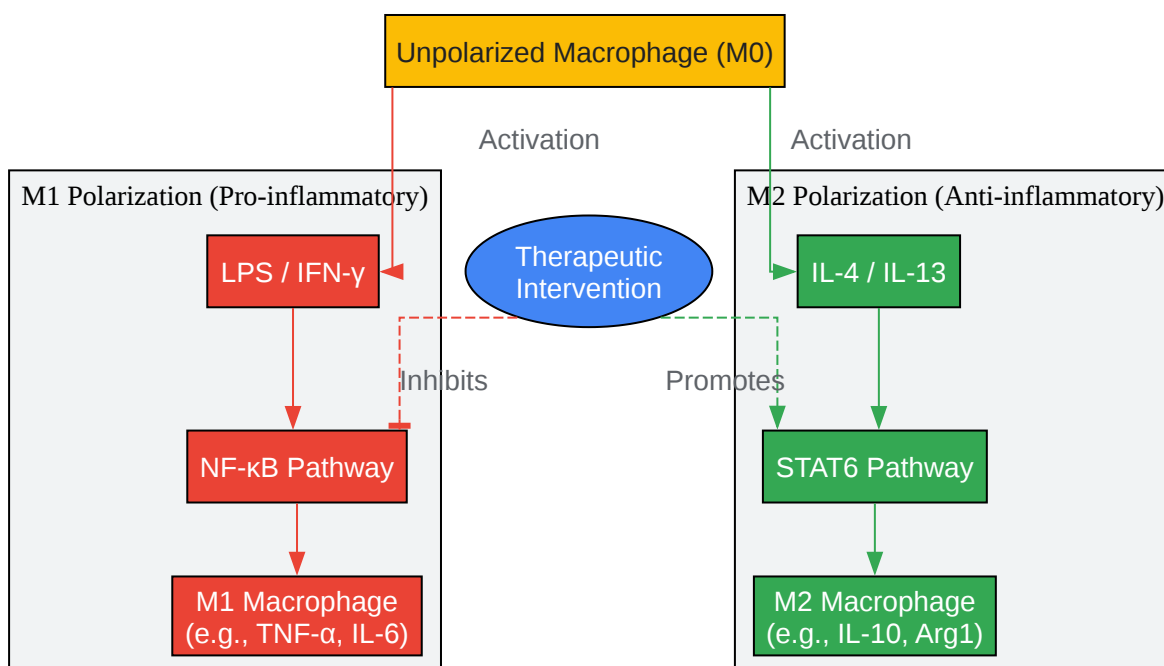 Unpolarized Macrophage (M0)
Activation
Activation
M1 Polarization (Pro-inflammatory)
M2 Polarization (Anti-inflammatory)
LPS / IFN-γ
Therapeutic
Intervention
IL-4 / IL-13
Inhibits
Promotes
NF-κB Pathway
STAT6 Pathway
M1 Macrophage
(e.g., TNF-α, IL-6)
M2 Macrophage
(e.g., IL-10, Arg1)